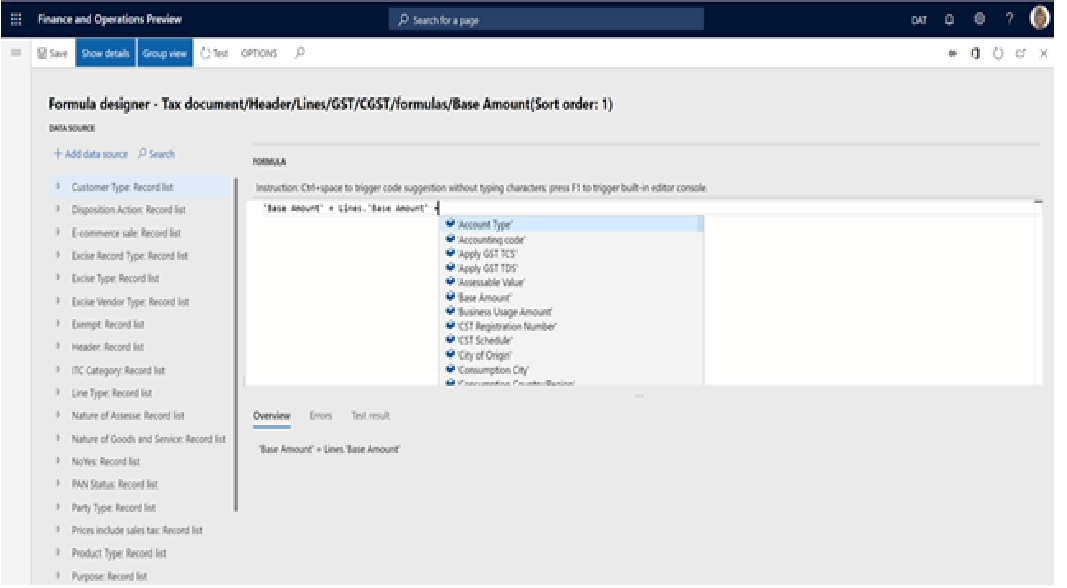 Finance and Operations Preview
Search for a page
DAT
?
Save
Show details
Group view
Test
OPTIONS
Formula designer - Tax document/Header/Lines/GST/CGST/formulas/Base Amount(Sort order: 1)
DATA SOURCE
+ Add data source
Search
Customer Type: Record list
Disposition Action: Record list
E-commerce sale: Record list
Excise Record Type: Record list
Excise Type: Record list
Excise Vendor Type: Record list
Exempt: Record list
Header: Record list
ITC Category: Record list
Line Type: Record list
Nature of Assesse: Record list
Nature of Goods and Service: Record list
NoYes: Record list
PAN Status: Record list
Party Type: Record list
Prices include sales tax: Record list
Product Type: Record list
Purpose: Record list
FORMULA
Instruction: Ctrl+space to trigger code suggestion without typing characters; press F1 to trigger built-in editor console.
'Base Amount' = Lines.'Base Amount' +
'Account Type'
'Accounting code'
'Apply GST TCS'
'Apply GST TDS'
'Assessable Value'
'Base Amount'
'Business Usage Amount'
'CST Registration Number'
'CST Schedule'
'City of Origin'
'Consumption City'
'Consumption Country/Region'
Overview
Errors
Test result
'Base Amount' = Lines.'Base Amount'